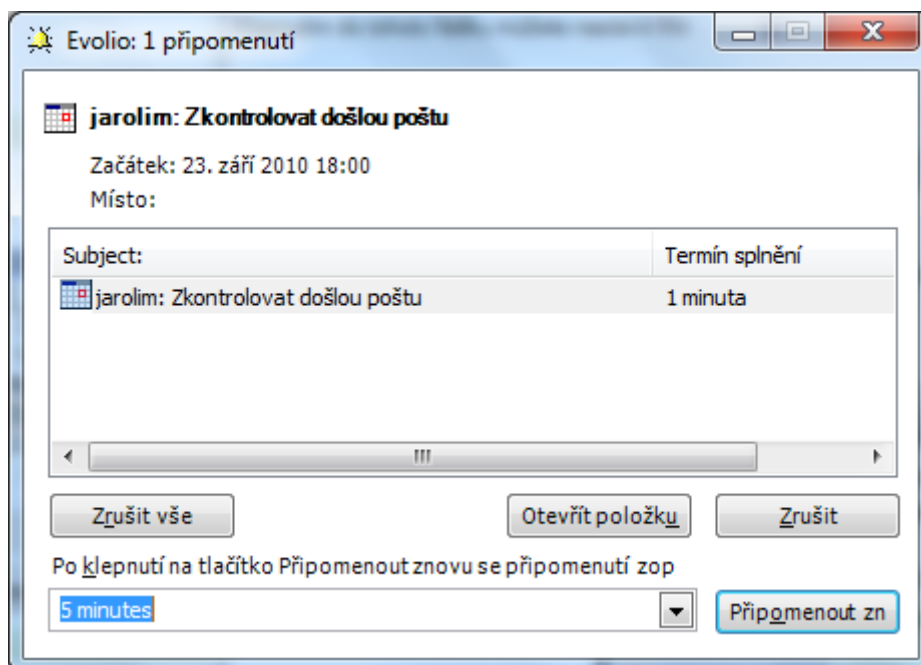 Evolio: 1 připomenutí
jarolim: Zkontrolovat došlou poštu
Začátek: 23. září 2010 18:00
Místo:
Subject: Termín splnění
jarolim: Zkontrolovat došlou poštu 1 minuta
Zrušit vše Otevřít položku Zrušit
Po klepnutí na tlačítko Připomenout znovu se připomenutí zop
5 minutes Připomenout zn